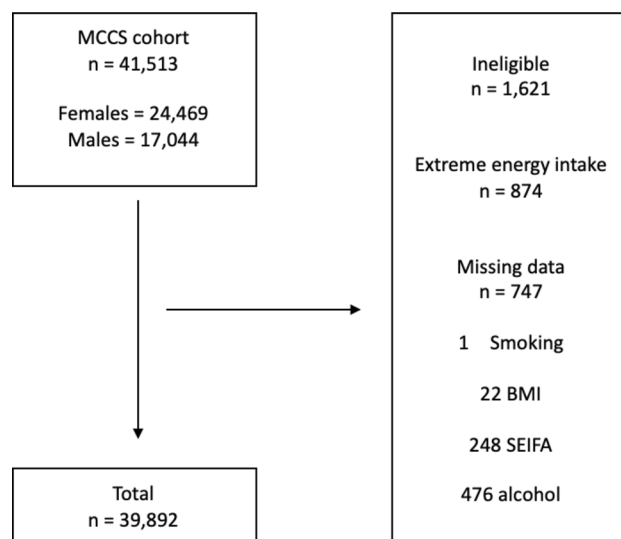 MCCS cohort
n = 41,513
Females = 24,469
Males = 17,044
Ineligible
n = 1,621
Extreme energy intake
n = 874
Missing data
n = 747
1 Smoking
22 BMI
248 SEIFA
476 alcohol
Total
n = 39,892